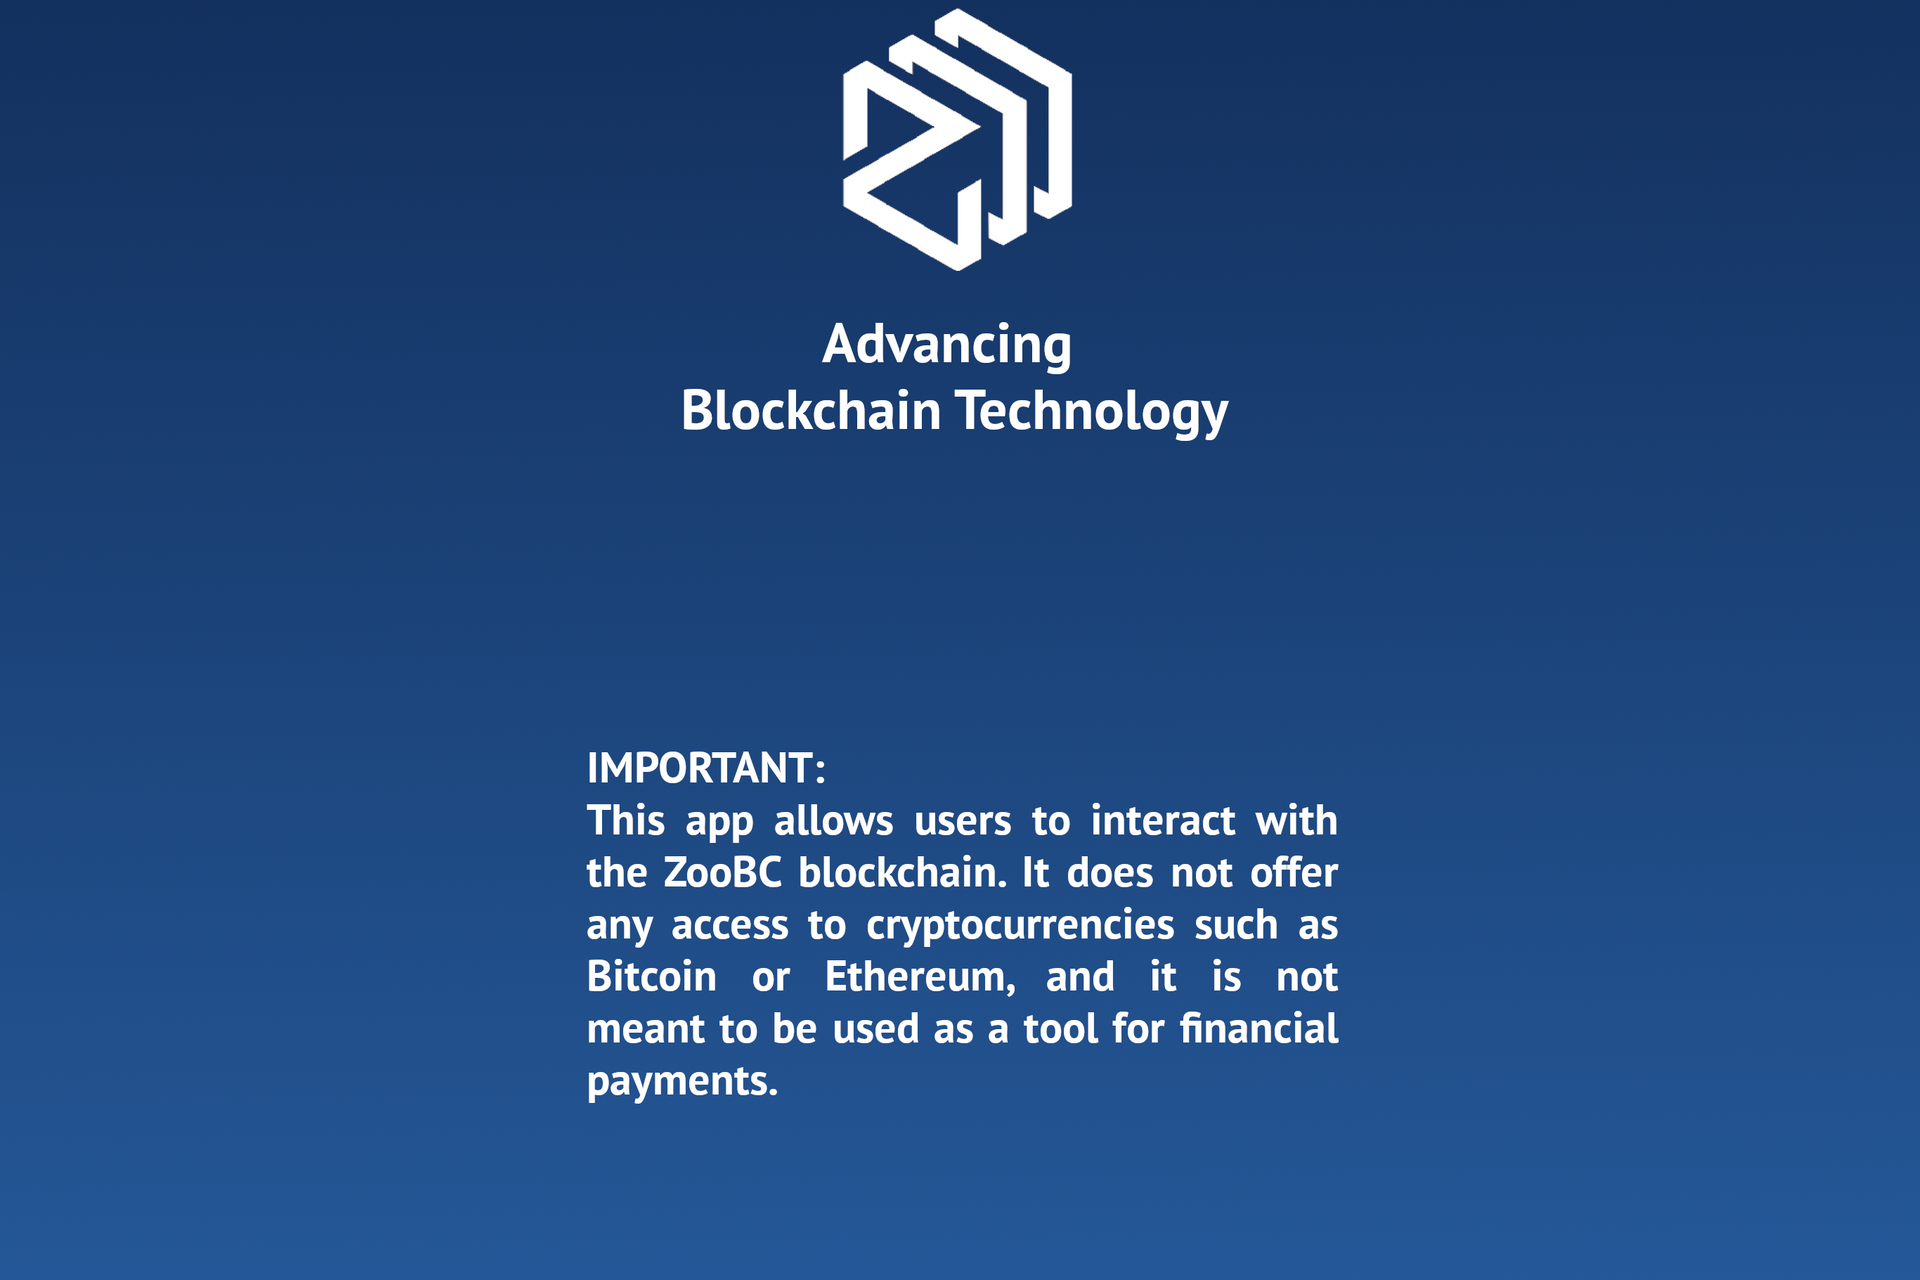 Advancing
Blockchain Technology
IMPORTANT:
This app allows users to interact with
the ZooBC blockchain. It does not offer
any access to cryptocurrencies such as
Bitcoin or Ethereum, and it is not
meant to be used as a tool for financial
payments.